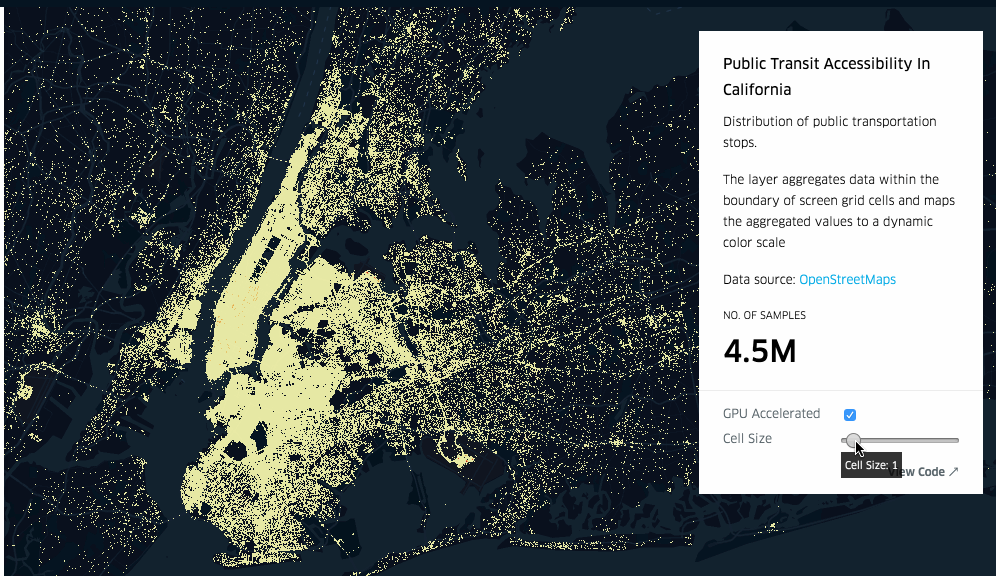 Public Transit Accessibility In
California
Distribution of public transportation
stops.
The layer aggregates data within the
boundary of screen grid cells and maps
the aggregated values to a dynamic
color scale
Data source: OpenStreetMaps
NO. OF SAMPLES
4.5M
GPU Accelerated
Cell Size
Cell Size: 1
View Code ↗